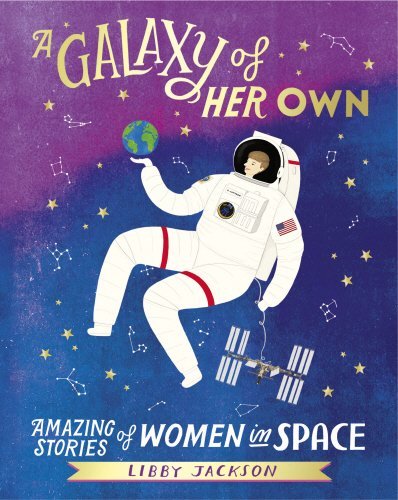 A GALAXY of
HER OWN
AMAZING
STORIES
of WOMEN in SPACE
LIBBY JACKSON